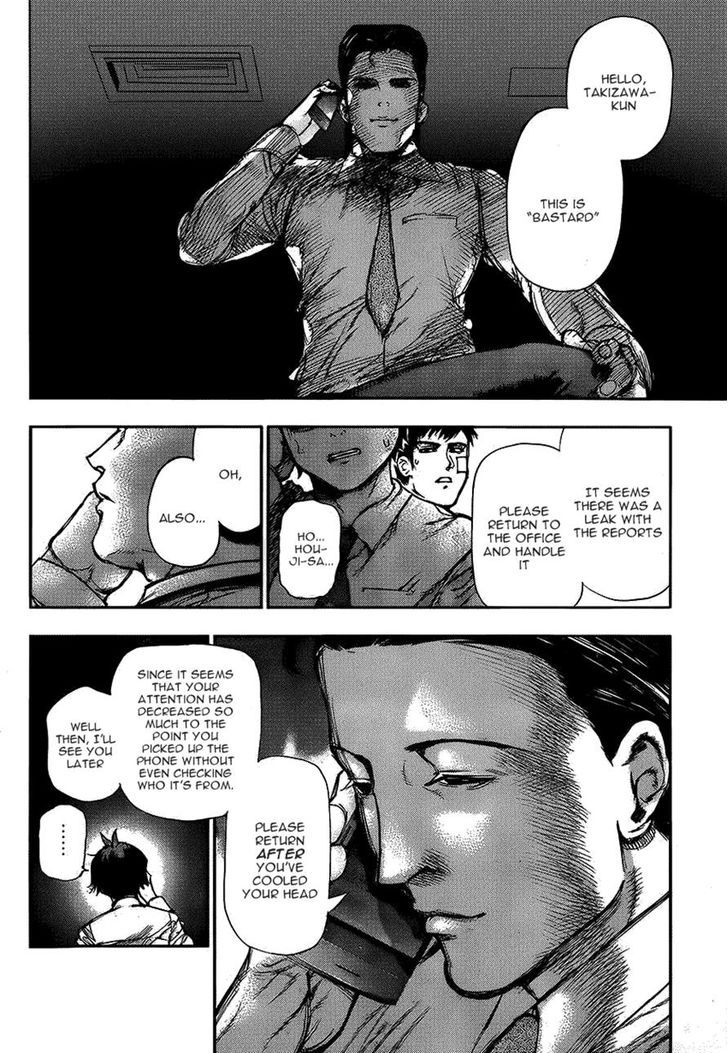 HELLO,
TAKIZAWA-
KUN
THIS IS
"BASTARD"
IT SEEMS
THERE WAS A
LEAK WITH
THE REPORTS
PLEASE
RETURN TO
THE OFFICE
AND HANDLE
IT
HO...
HOU-
JI-SA...
OH,
ALSO...
SINCE IT SEEMS
THAT YOUR
ATTENTION HAS
DECREASED SO
MUCH TO THE
POINT YOU
PICKED UP THE
PHONE WITHOUT
EVEN CHECKING
WHO IT'S FROM.
PLEASE
RETURN
AFTER
YOU'VE
COOLED
YOUR HEAD
WELL
THEN, I'LL
SEE YOU
LATER
......